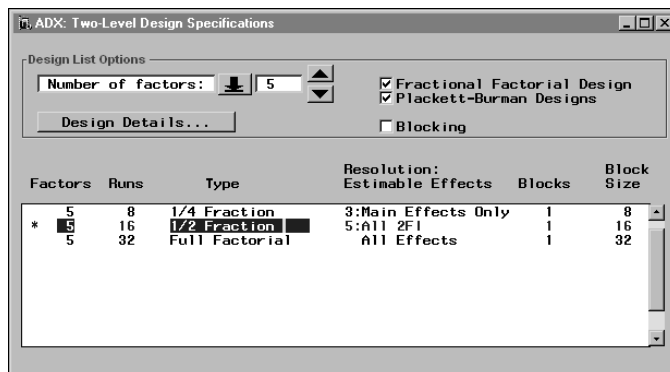 ADX: Two-Level Design Specifications
Design List Options
Number of factors: 5
Fractional Factorial Design
Plackett-Burman Designs
Design Details...
Blocking
Factors Runs Type Resolution: Estimable Effects Blocks Block Size
5 8 1/4 Fraction 3:Main Effects Only 1 8
* 5 16 1/2 Fraction 5:All 2FI 1 16
5 32 Full Factorial All Effects 1 32